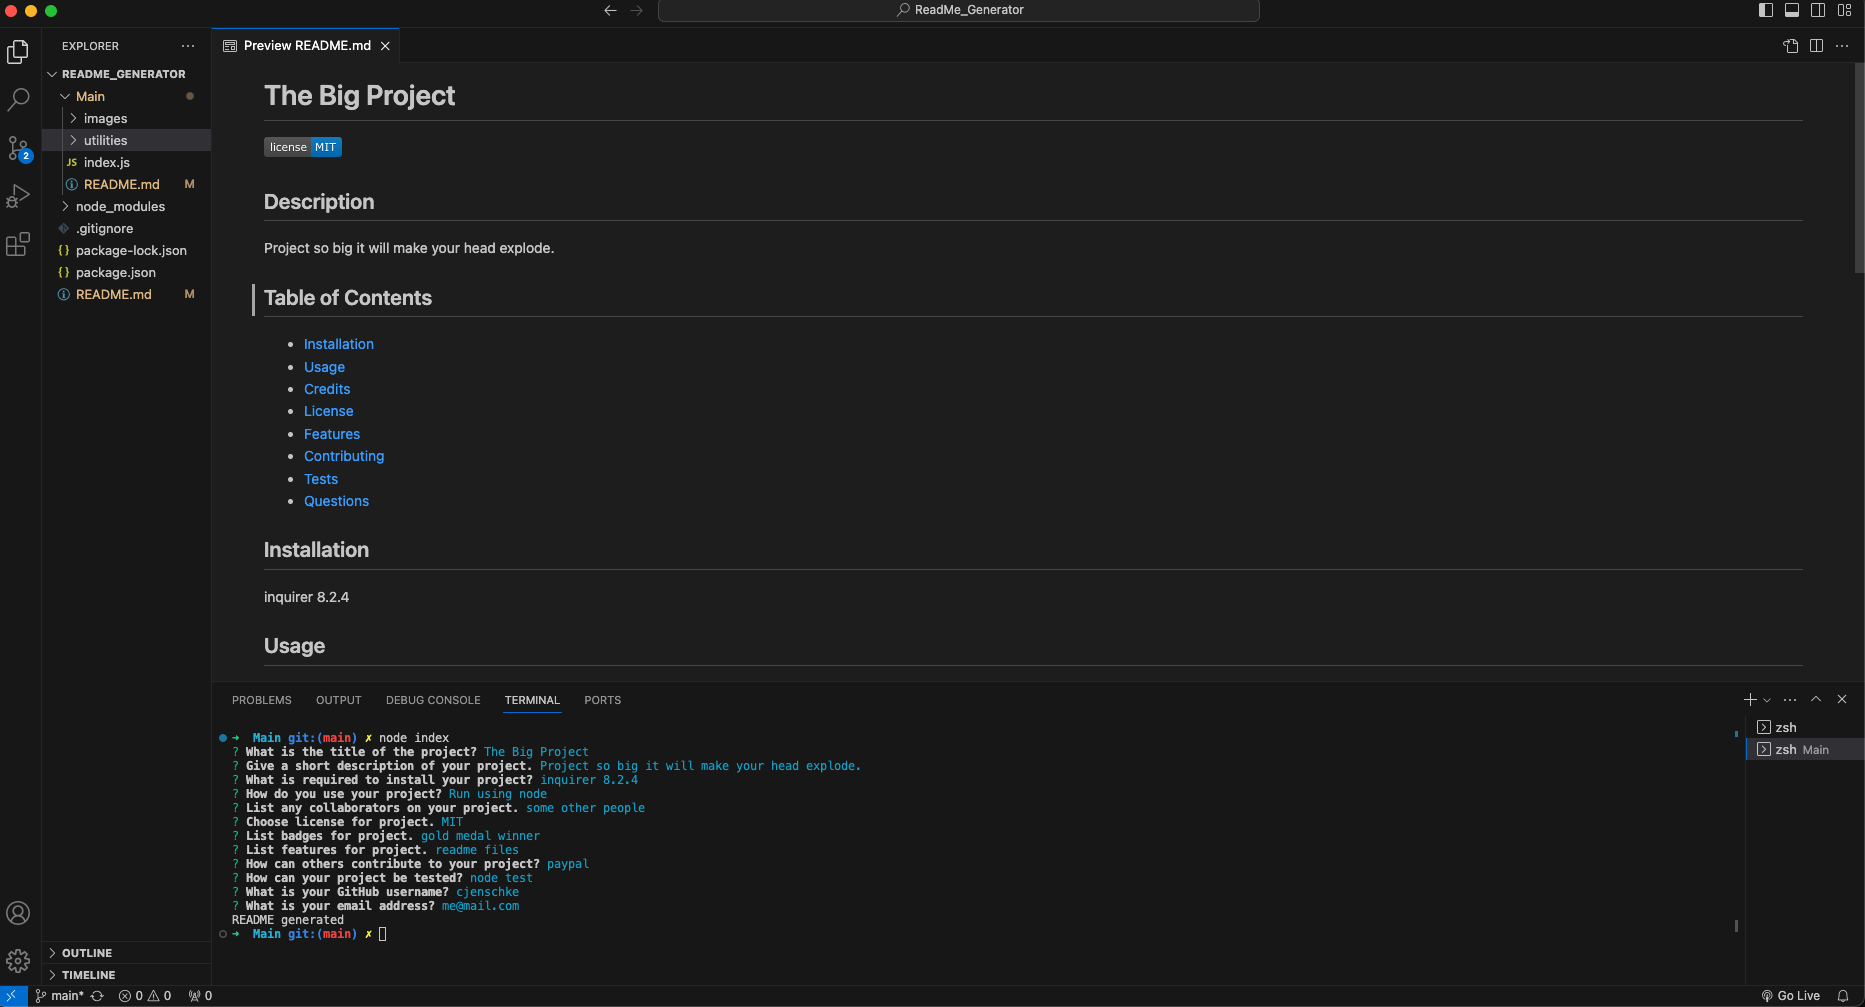 ReadMe_Generator
EXPLORER
README_GENERATOR
Main
images
utilities
JS index.js
README.md M
node_modules
.gitignore
{} package-lock.json
{} package.json
README.md M
2
OUTLINE
TIMELINE
Preview README.md
The Big Project
license MIT
Description
Project so big it will make your head explode.
Table of Contents
• Installation
• Usage
• Credits
• License
• Features
• Contributing
• Tests
• Questions
Installation
inquirer 8.2.4
Usage
PROBLEMS OUTPUT DEBUG CONSOLE TERMINAL PORTS
➜ Main git:(main) ✗ node index
? What is the title of the project? The Big Project
? Give a short description of your project. Project so big it will make your head explode.
? What is required to install your project? inquirer 8.2.4
? How do you use your project? Run using node
? List any collaborators on your project. some other people
? Choose license for project. MIT
? List badges for project. gold medal winner
? List features for project. readme files
? How can others contribute to your project? paypal
? How can your project be tested? node test
? What is your GitHub username? cjenschke
? What is your email address? me@mail.com
README generated
➜ Main git:(main) ✗
zsh
zsh Main
main* 0 0 0
Go Live